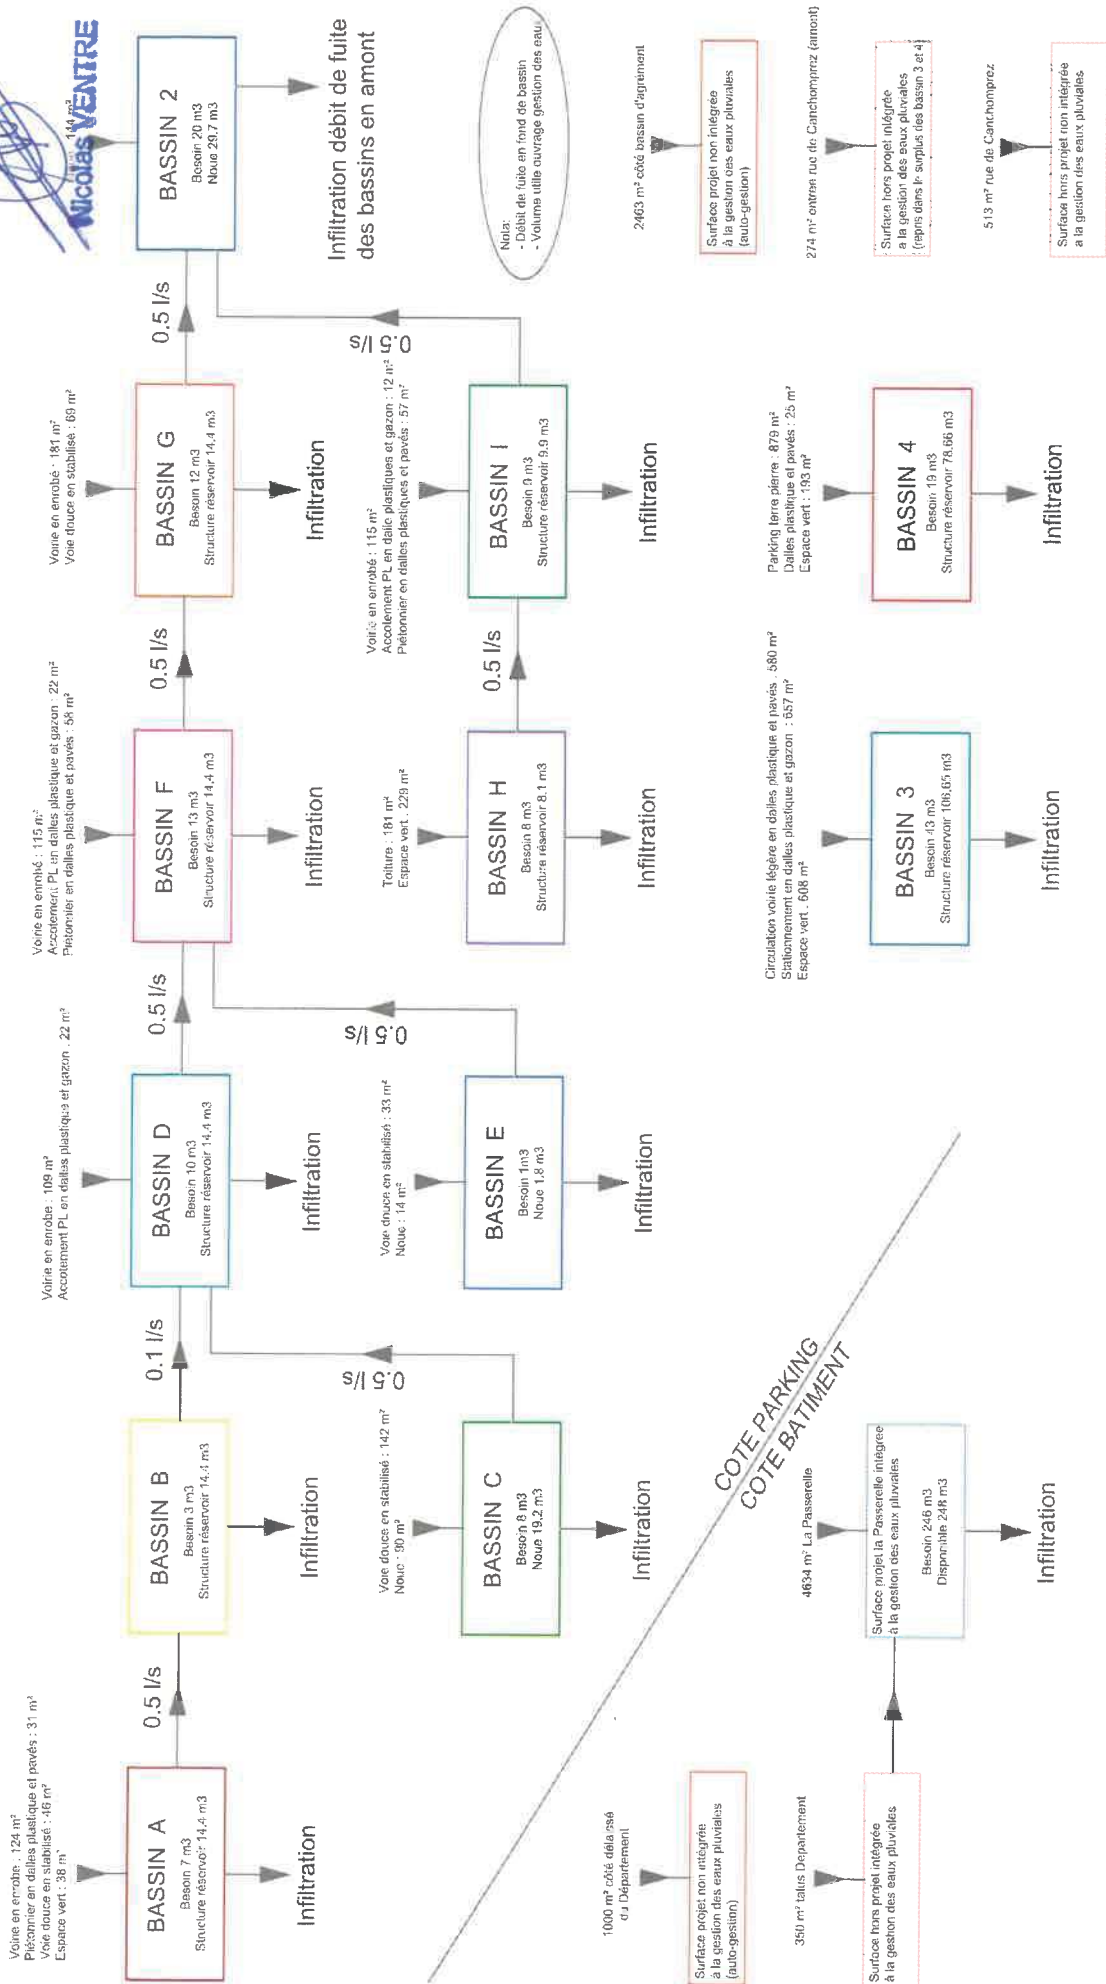 Voirie en enrobé : 124 m²
Piétonnier en dalles plastique et pavés : 31 m²
Voie douce en stabilisé : 46 m²
Espace vert : 38 m²
BASSIN A
Besoin 7 m3
Structure réservoir 14,4 m3
Infiltration
0.5 l/s
BASSIN B
Besoin 3 m3
Structure réservoir 14.4 m3
Infiltration
0.1 l/s
Voie douce en stabilisé : 142 m²
Noue : 90 m²
BASSIN C
Besoin 8 m3
Noue 19.2 m3
Infiltration
0.5 l/s
Voirie en enrobe : 109 m²
Accotement PL en dalles plastique et gazon : 22 m²
BASSIN D
Besoin 10 m3
Structure réservoir 14.4 m3
Infiltration
0.5 l/s
Voie douce en stabilisé : 33 m²
Noue : 14 m²
BASSIN E
Besoin 1m3
Noue 1.8 m3
Infiltration
0.5 l/s
Voirie en enrobé : 115 m²
Accotement PL en dalles plastique et gazon : 22 m²
Piétonnier en dalles plastique et pavés : 58 m²
BASSIN F
Besoin 13 m3
Structure réservoir 14,4 m3
Infiltration
0.5 l/s
Voirie en enrobé : 181 m²
Voie douce en stabilisé : 69 m²
BASSIN G
Besoin 12 m3
Structure réservoir 14.4 m3
Infiltration
0.5 l/s
Toiture : 181 m²
Espace vert : 229 m²
BASSIN H
Besoin 8 m3
Structure réservoir 8.1 m3
Infiltration
0.5 l/s
Voirie en enrobé : 115 m²
Accotement PL en dalle plastiques et gazon : 12 m²
Piétonnier en dalles plastiques et pavés : 57 m²
BASSIN I
Besoin 9 m3
Structure réservoir 9.9 m3
Infiltration
0.5 l/s
114 m²
Nicolas VENTRE
BASSIN 2
Besoin 20 m3
Noue 29.7 m3
Infiltration débit de fuite
des bassins en amont
Nota:
- Débit de fuite en fond de bassin
- Volume utile ouvrage gestion des eaux
COTE PARKING
COTE BATIMENT
1000 m² côté délaissé
du Département
Surface projet non intégrée
à la gestion des eaux pluviales
(auto-gestion)
350 m² talus Departement
Surface hors projet intégrée
à la gestion des eaux pluviales
4634 m² La Passerelle
Surface projet la Passerelle intégrée
à la gestion des eaux pluviales
Besoin 246 m3
Disponible 248 m3
Infiltration
Circulation voirie légère en dalles plastique et pavés : 580 m²
Stationnement en dalles plastique et gazon : 657 m²
Espace vert : 608 m²
BASSIN 3
Besoin 43 m3
Structure réservoir 106,65 m3
Infiltration
Parking terre pierre : 879 m²
Dalles plastique et pavés : 25 m²
Espace vert : 193 m²
BASSIN 4
Besoin 19 m3
Structure réservoir 78,66 m3
Infiltration
2463 m² côté bassin d'agrément
Surface projet non intégrée
à la gestion des eaux pluviales
(auto-gestion)
274 m² entrée rue de Canchomprez (amont)
Surface hors projet intégrée
à la gestion des eaux pluviales
(repris dans le surplus des bassin 3 et 4)
513 m² rue de Canchomprez
Surface hors projet non intégrée
à la gestion des eaux pluviales